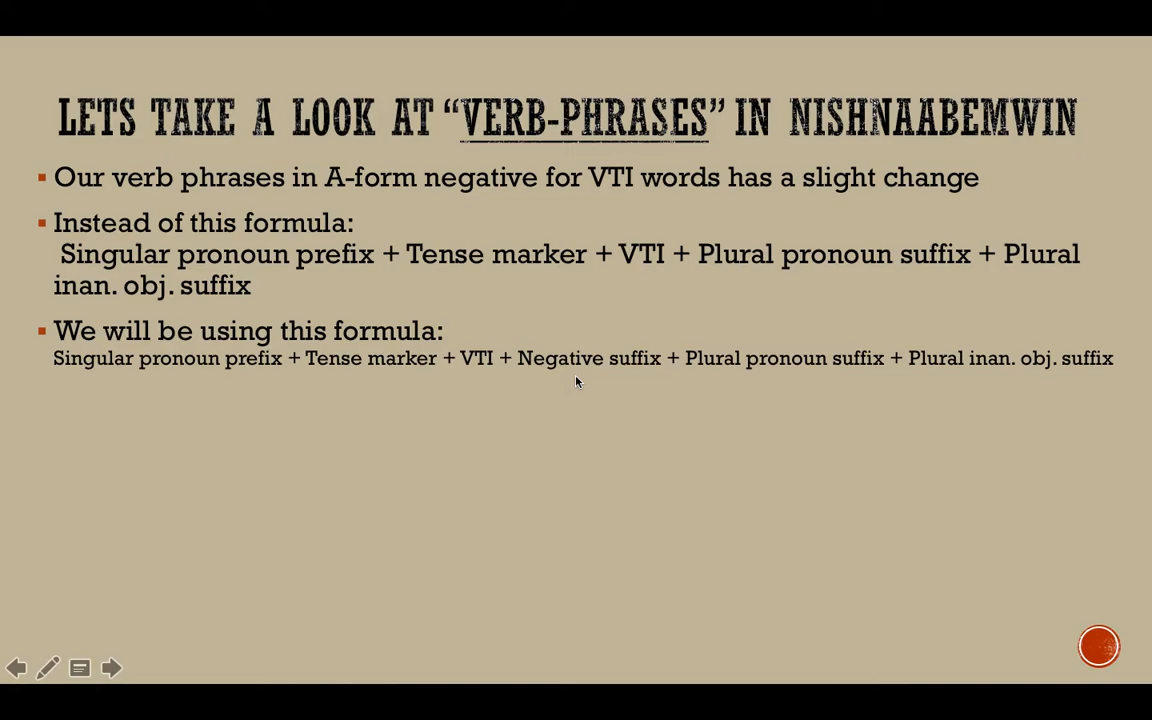 LETS TAKE A LOOK AT “VERB-PHRASES” IN NISHNAABEMWIN
▪ Our verb phrases in A-form negative for VTI words has a slight change
▪ Instead of this formula:
Singular pronoun prefix + Tense marker + VTI + Plural pronoun suffix + Plural
inan. obj. suffix
▪ We will be using this formula:
Singular pronoun prefix + Tense marker + VTI + Negative suffix + Plural pronoun suffix + Plural inan. obj. suffix